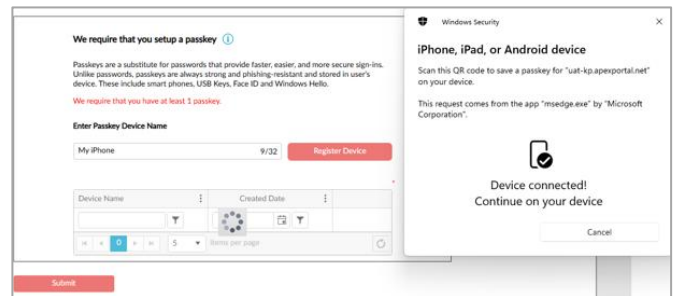 We require that you setup a passkey
Passkeys are a substitute for passwords that provide faster, easier, and more secure sign-ins.
Unlike passwords, passkeys are always strong and phishing-resistant and stored in user's
device. These include smart phones, USB Keys, Face ID and Windows Hello.
We require that you have at least 1 passkey.
Enter Passkey Device Name
My iPhone 9/32 Register Device
*
Device Name Created Date
0 5 Items per page
Submit
Windows Security
iPhone, iPad, or Android device
Scan this QR code to save a passkey for "uat-kp.apexportal.net"
on your device.
This request comes from the app "msedge.exe" by "Microsoft
Corporation".
Device connected!
Continue on your device
Cancel